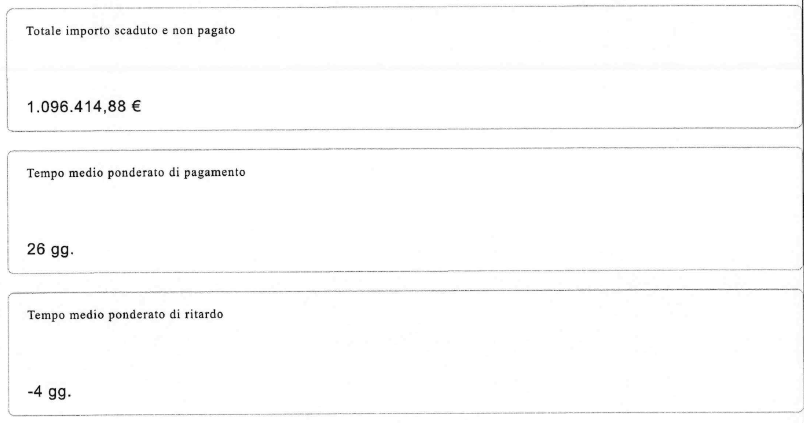 Totale importo scaduto e non pagato
1.096.414,88 €
Tempo medio ponderato di pagamento
26 gg.
Tempo medio ponderato di ritardo
-4 gg.